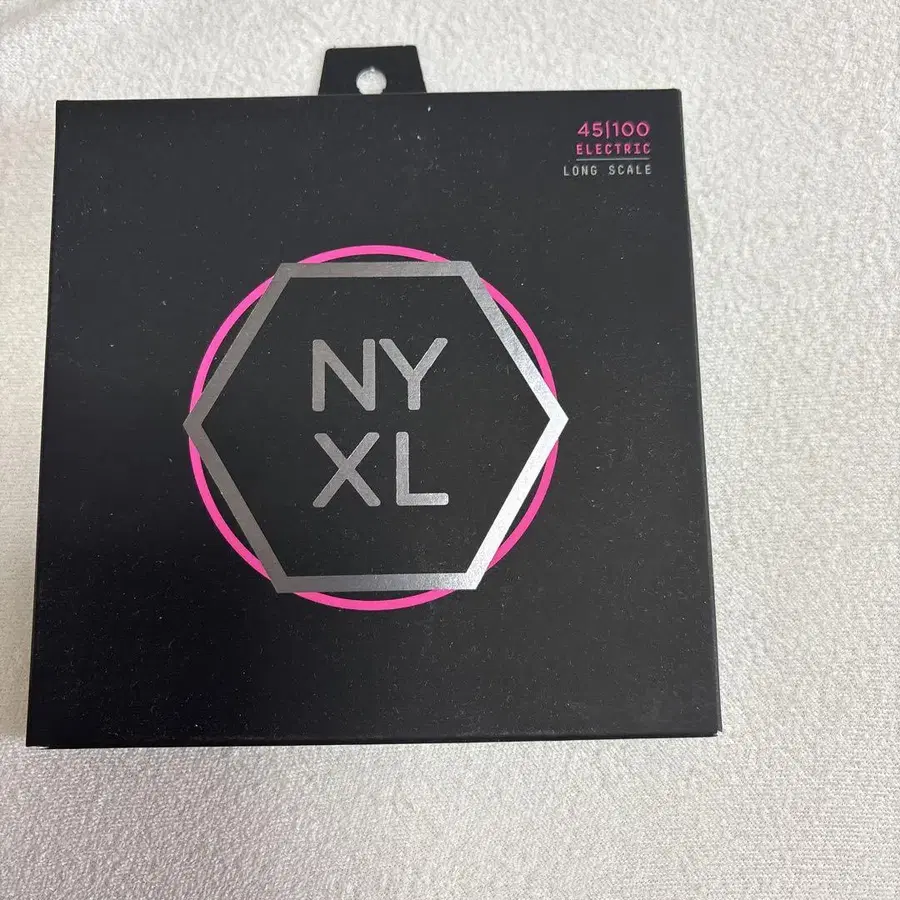 45|100
ELECTRIC
LONG SCALE
NY
XL